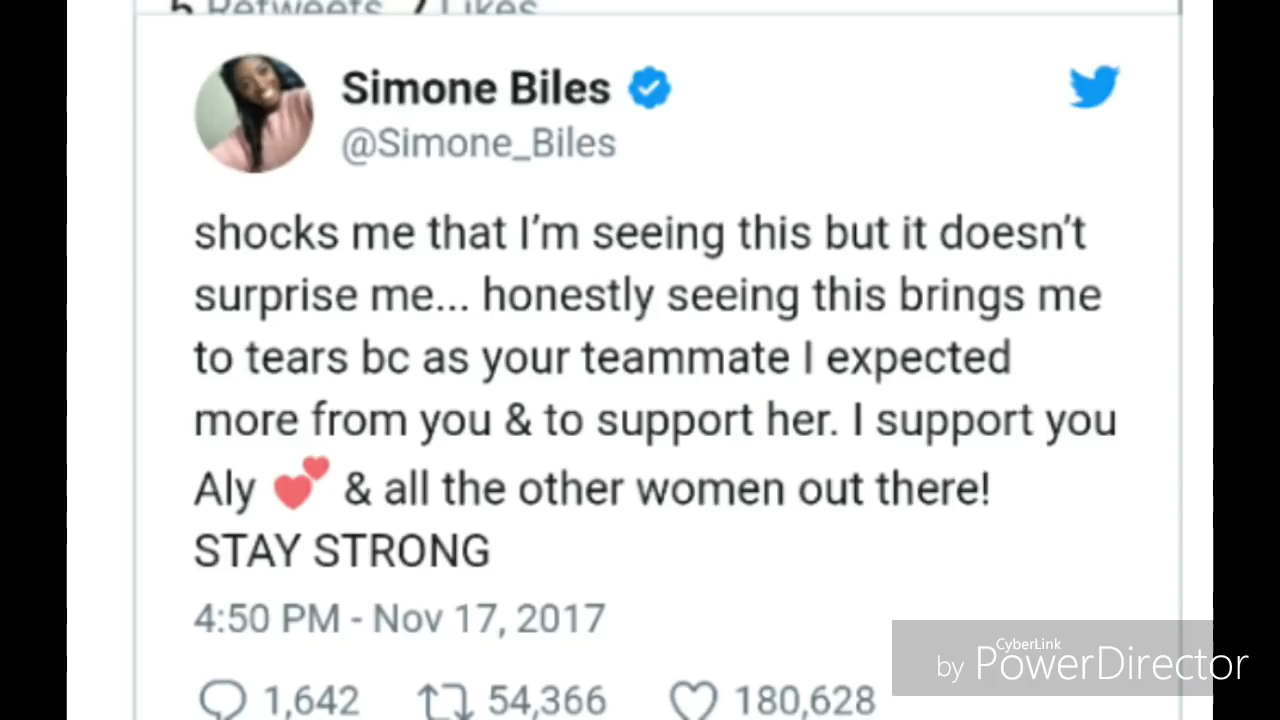 5 Retweets 7 Likes
Simone Biles
@Simone_Biles
shocks me that I’m seeing this but it doesn’t
surprise me... honestly seeing this brings me
to tears bc as your teammate I expected
more from you & to support her. I support you
Aly 💕 & all the other women out there!
STAY STRONG
4:50 PM - Nov 17, 2017
1,642 54,366 180,628
CyberLink
by PowerDirector